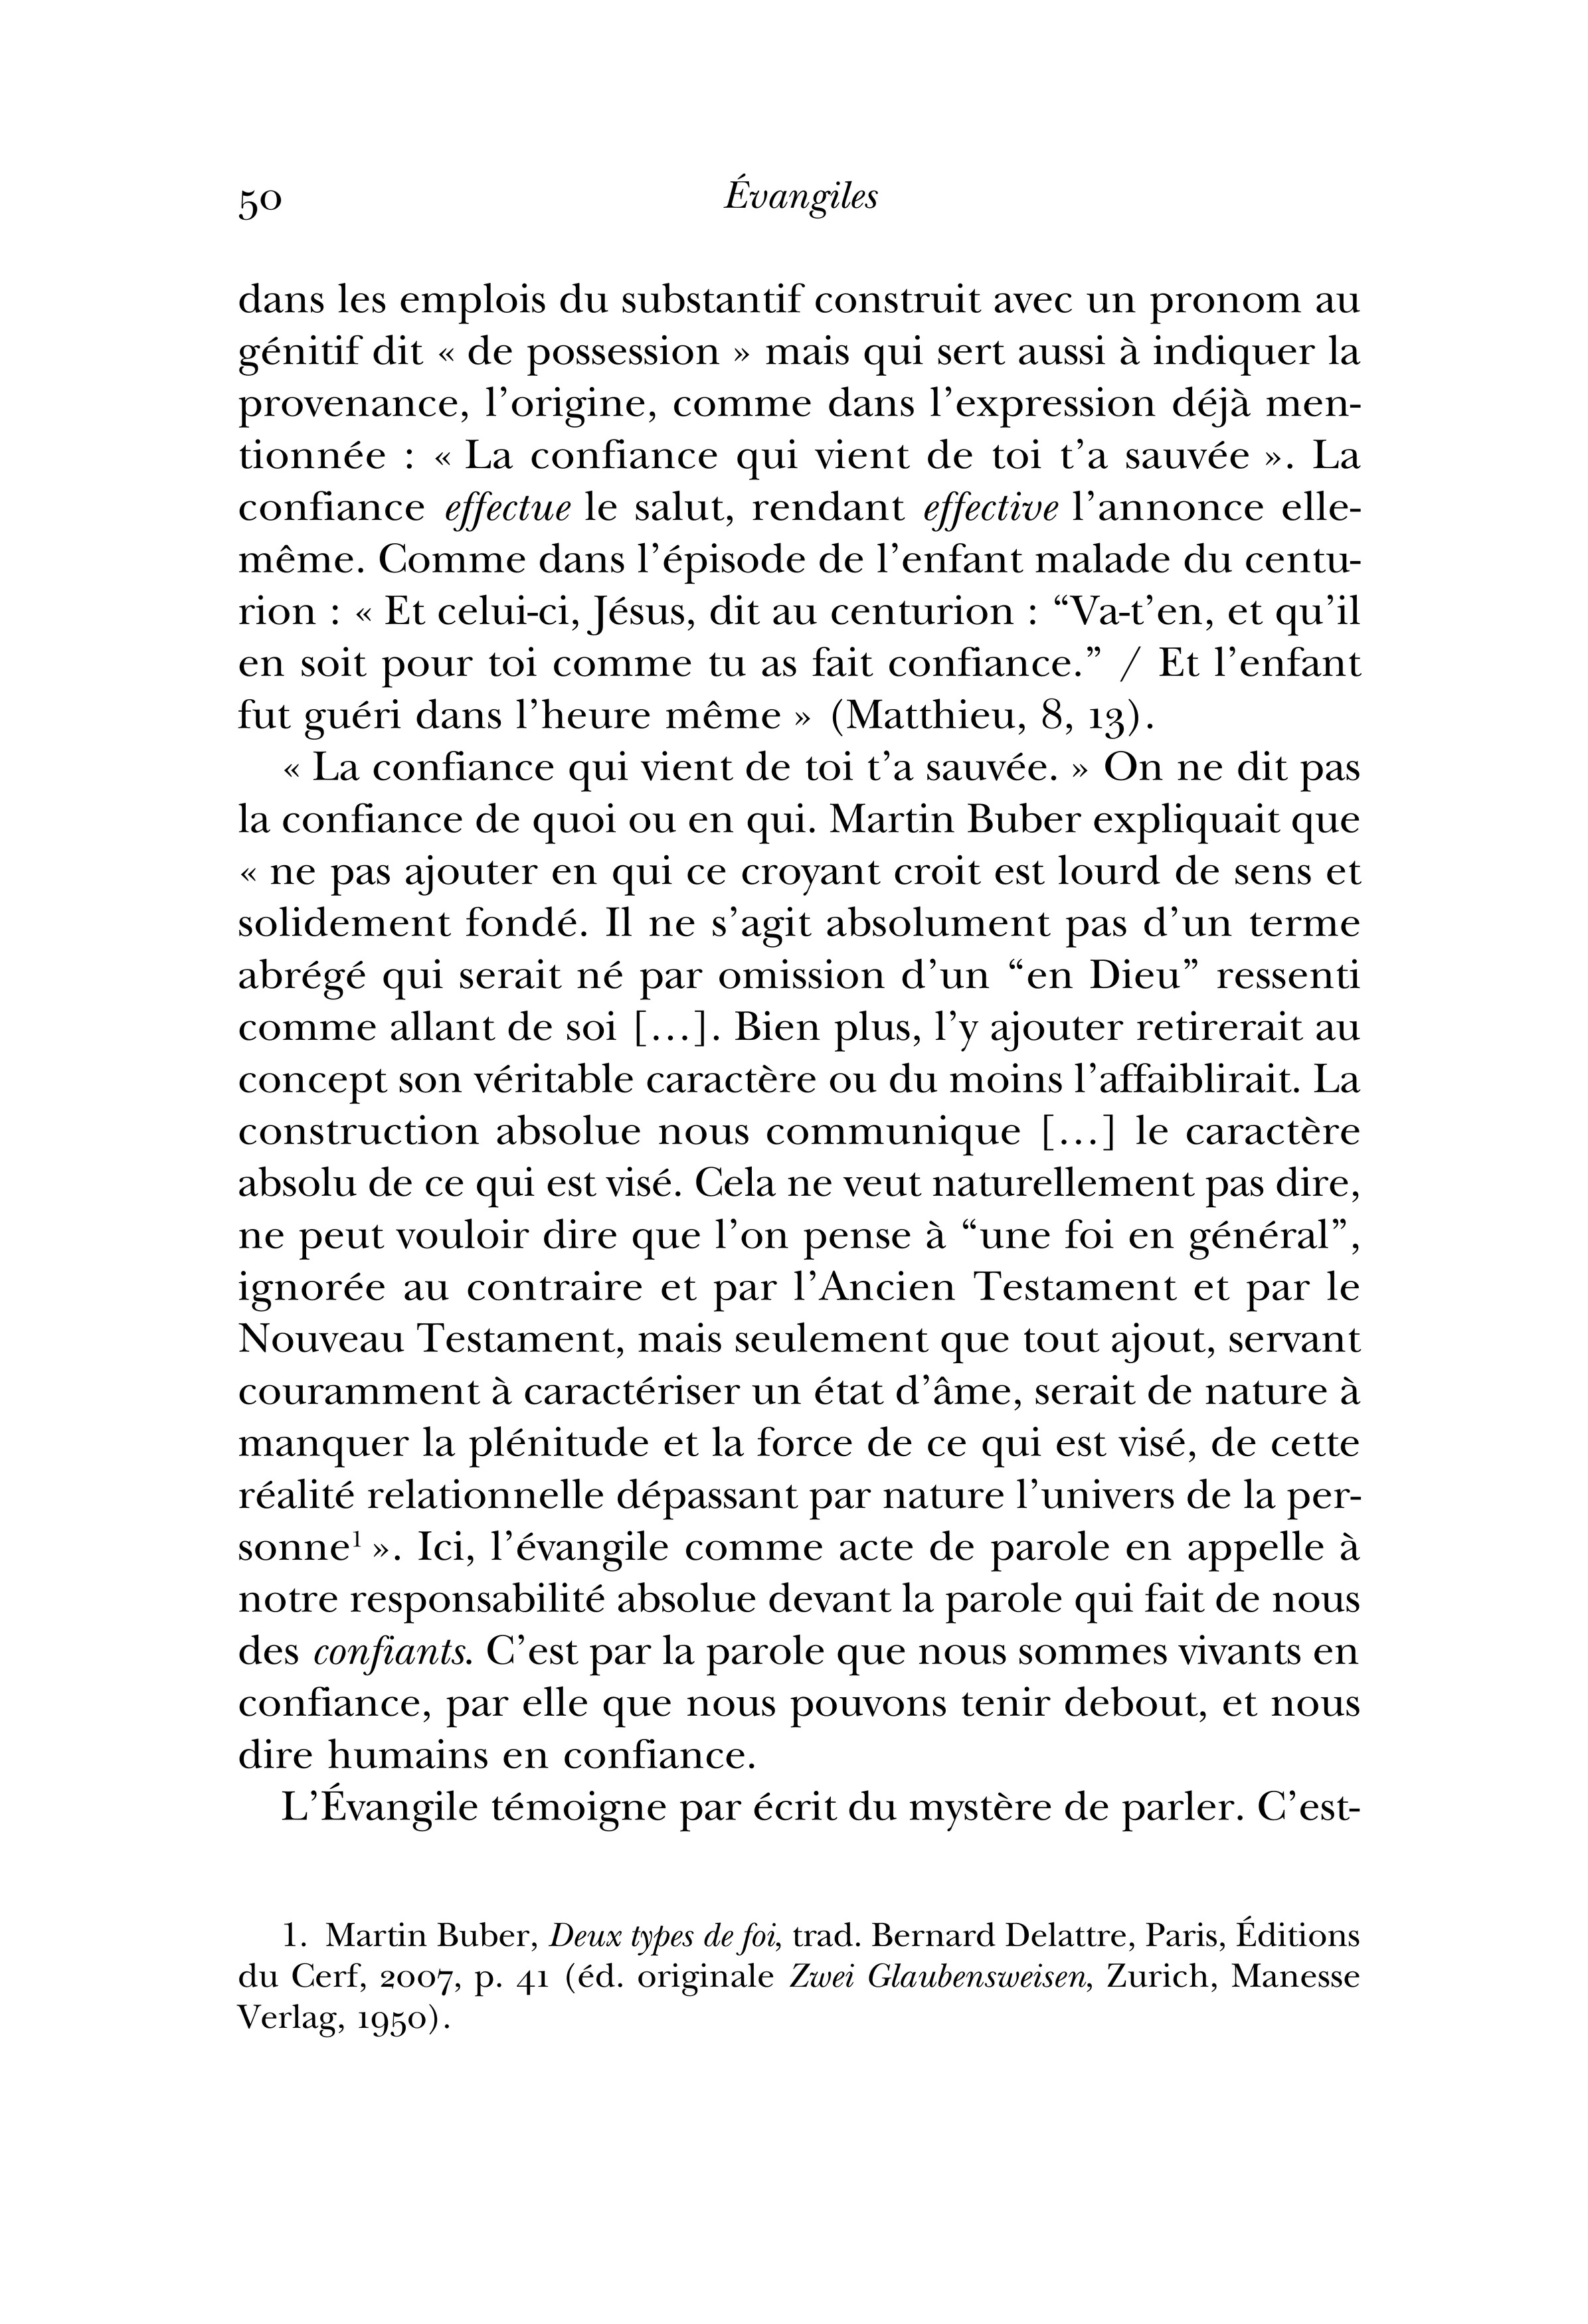 50
Évangiles
dans les emplois du substantif construit avec un pronom au
génitif dit « de possession » mais qui sert aussi à indiquer la
provenance, l’origine, comme dans l’expression déjà men-
tionnée : « La confiance qui vient de toi t’a sauvée ». La
confiance effectue le salut, rendant effective l’annonce elle-
même. Comme dans l’épisode de l’enfant malade du centu-
rion : « Et celui-ci, Jésus, dit au centurion : “Va-t’en, et qu’il
en soit pour toi comme tu as fait confiance.” / Et l’enfant
fut guéri dans l’heure même » (Matthieu, 8, 13).
« La confiance qui vient de toi t’a sauvée. » On ne dit pas
la confiance de quoi ou en qui. Martin Buber expliquait que
« ne pas ajouter en qui ce croyant croit est lourd de sens et
solidement fondé. Il ne s’agit absolument pas d’un terme
abrégé qui serait né par omission d’un “en Dieu” ressenti
comme allant de soi [...]. Bien plus, l’y ajouter retirerait au
concept son véritable caractère ou du moins l’affaiblirait. La
construction absolue nous communique [...] le caractère
absolu de ce qui est visé. Cela ne veut naturellement pas dire,
ne peut vouloir dire que l’on pense à “une foi en général”,
ignorée au contraire et par l’Ancien Testament et par le
Nouveau Testament, mais seulement que tout ajout, servant
couramment à caractériser un état d’âme, serait de nature à
manquer la plénitude et la force de ce qui est visé, de cette
réalité relationnelle dépassant par nature l’univers de la per-
sonne¹ ». Ici, l’évangile comme acte de parole en appelle à
notre responsabilité absolue devant la parole qui fait de nous
des confiants. C’est par la parole que nous sommes vivants en
confiance, par elle que nous pouvons tenir debout, et nous
dire humains en confiance.
L’Évangile témoigne par écrit du mystère de parler. C’est-
1. Martin Buber, Deux types de foi, trad. Bernard Delattre, Paris, Éditions
du Cerf, 2007, p. 41 (éd. originale Zwei Glaubensweisen, Zurich, Manesse
Verlag, 1950).